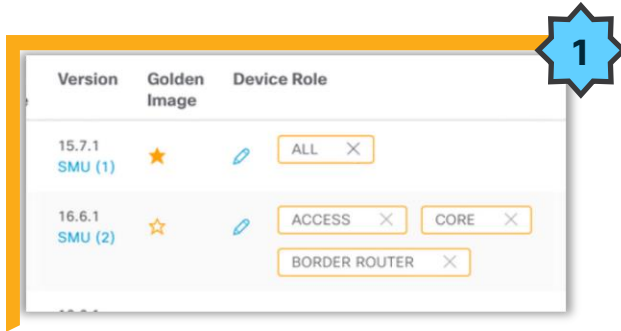 1
Version Golden Image Device Role
15.7.1
SMU (1)
ALL
16.6.1
SMU (2)
ACCESS CORE
BORDER ROUTER